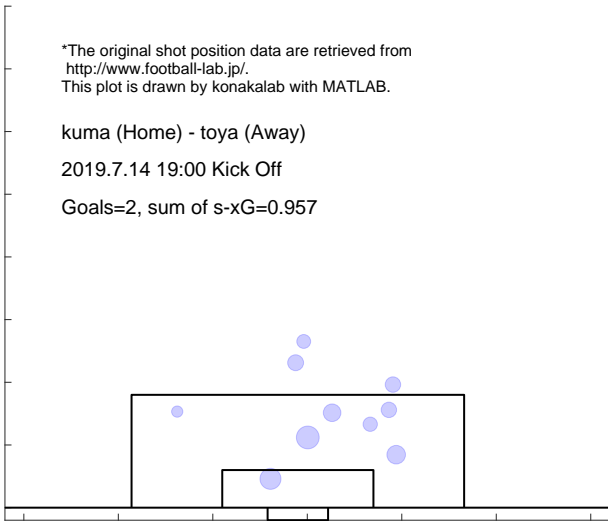 *The original shot position data are retrieved from
http://www.football-lab.jp/.
This plot is drawn by konakalab with MATLAB.
kuma (Home) - toya (Away)
2019.7.14 19:00 Kick Off
Goals=2, sum of s-xG=0.957